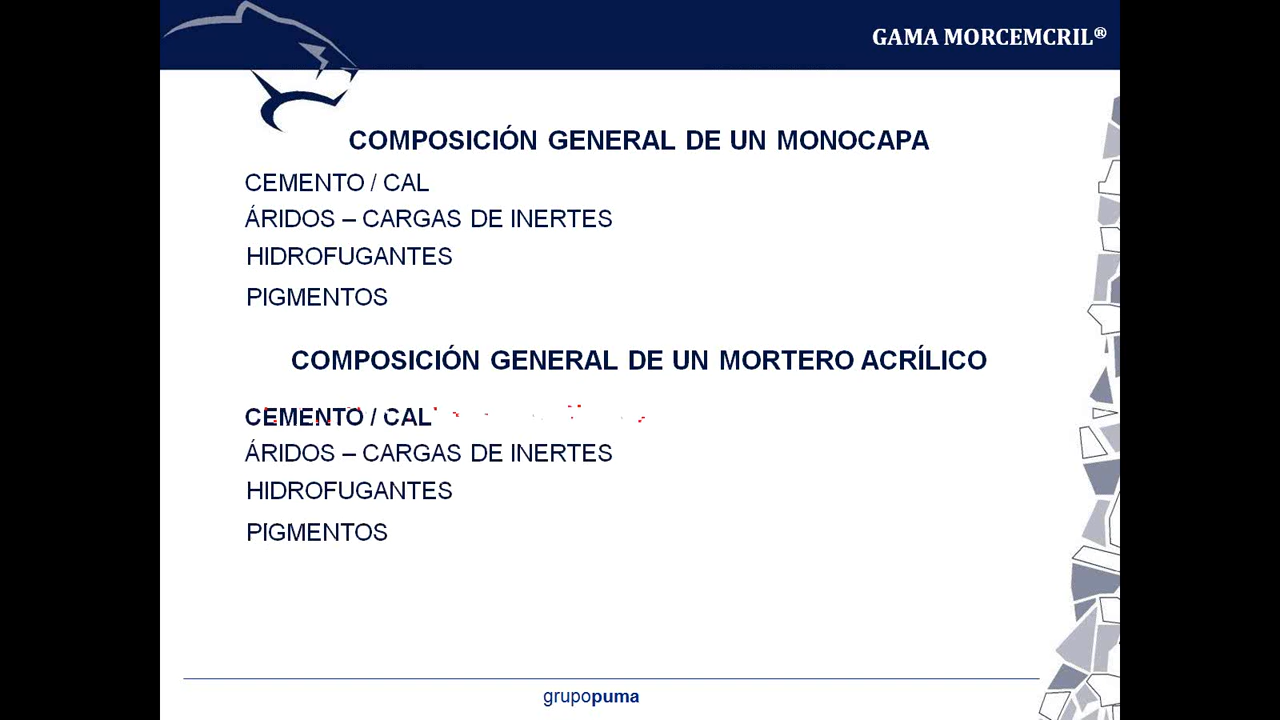 GAMA MORCEMCRIL®
COMPOSICIÓN GENERAL DE UN MONOCAPA
CEMENTO / CAL
ÁRIDOS – CARGAS DE INERTES
HIDROFUGANTES
PIGMENTOS
COMPOSICIÓN GENERAL DE UN MORTERO ACRÍLICO
CEMENTO / CAL
ÁRIDOS – CARGAS DE INERTES
HIDROFUGANTES
PIGMENTOS
grupopuma